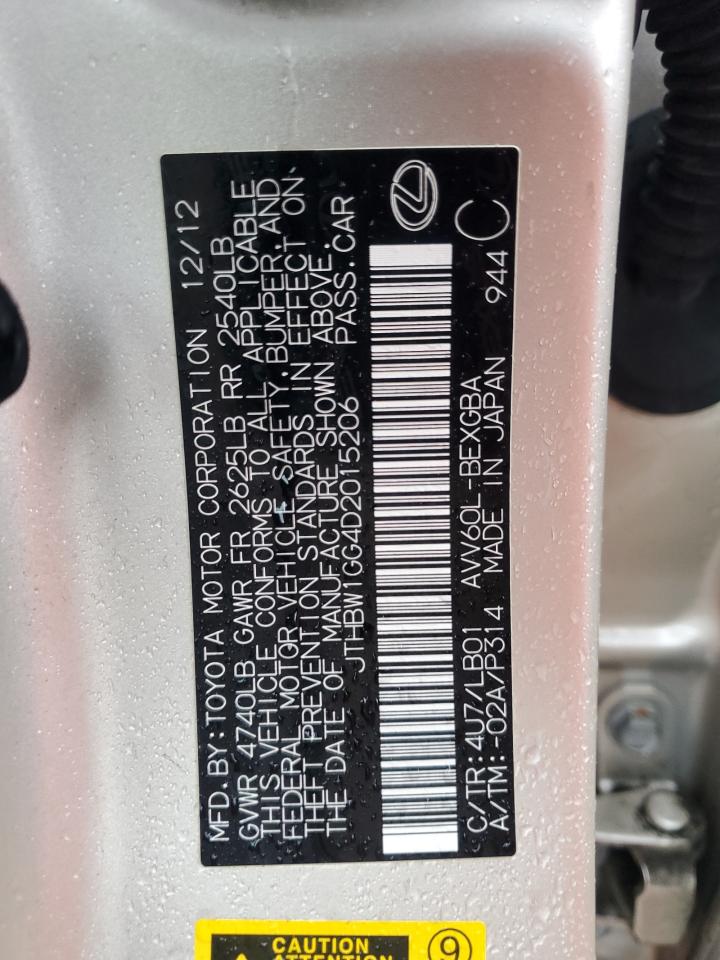 MFD. BY: TOYOTA MOTOR CORPORATION 12/12
GVWR 4740LB GAWR FR 2625LB RR 2540LB
THIS VEHICLE CONFORMS TO ALL APPLICABLE
FEDERAL MOTOR VEHICLE SAFETY, BUMPER, AND
THEFT PREVENTION STANDARDS IN EFFECT ON
THE DATE OF MANUFACTURE SHOWN ABOVE.
JTHBW1GG4D2015206 PASS. CAR
C/TR: 4U7/LB01 AVV60L-BEXGBA
A/TM: -02A/P314 MADE IN JAPAN 944 C
CAUTION
ATTENTION
9